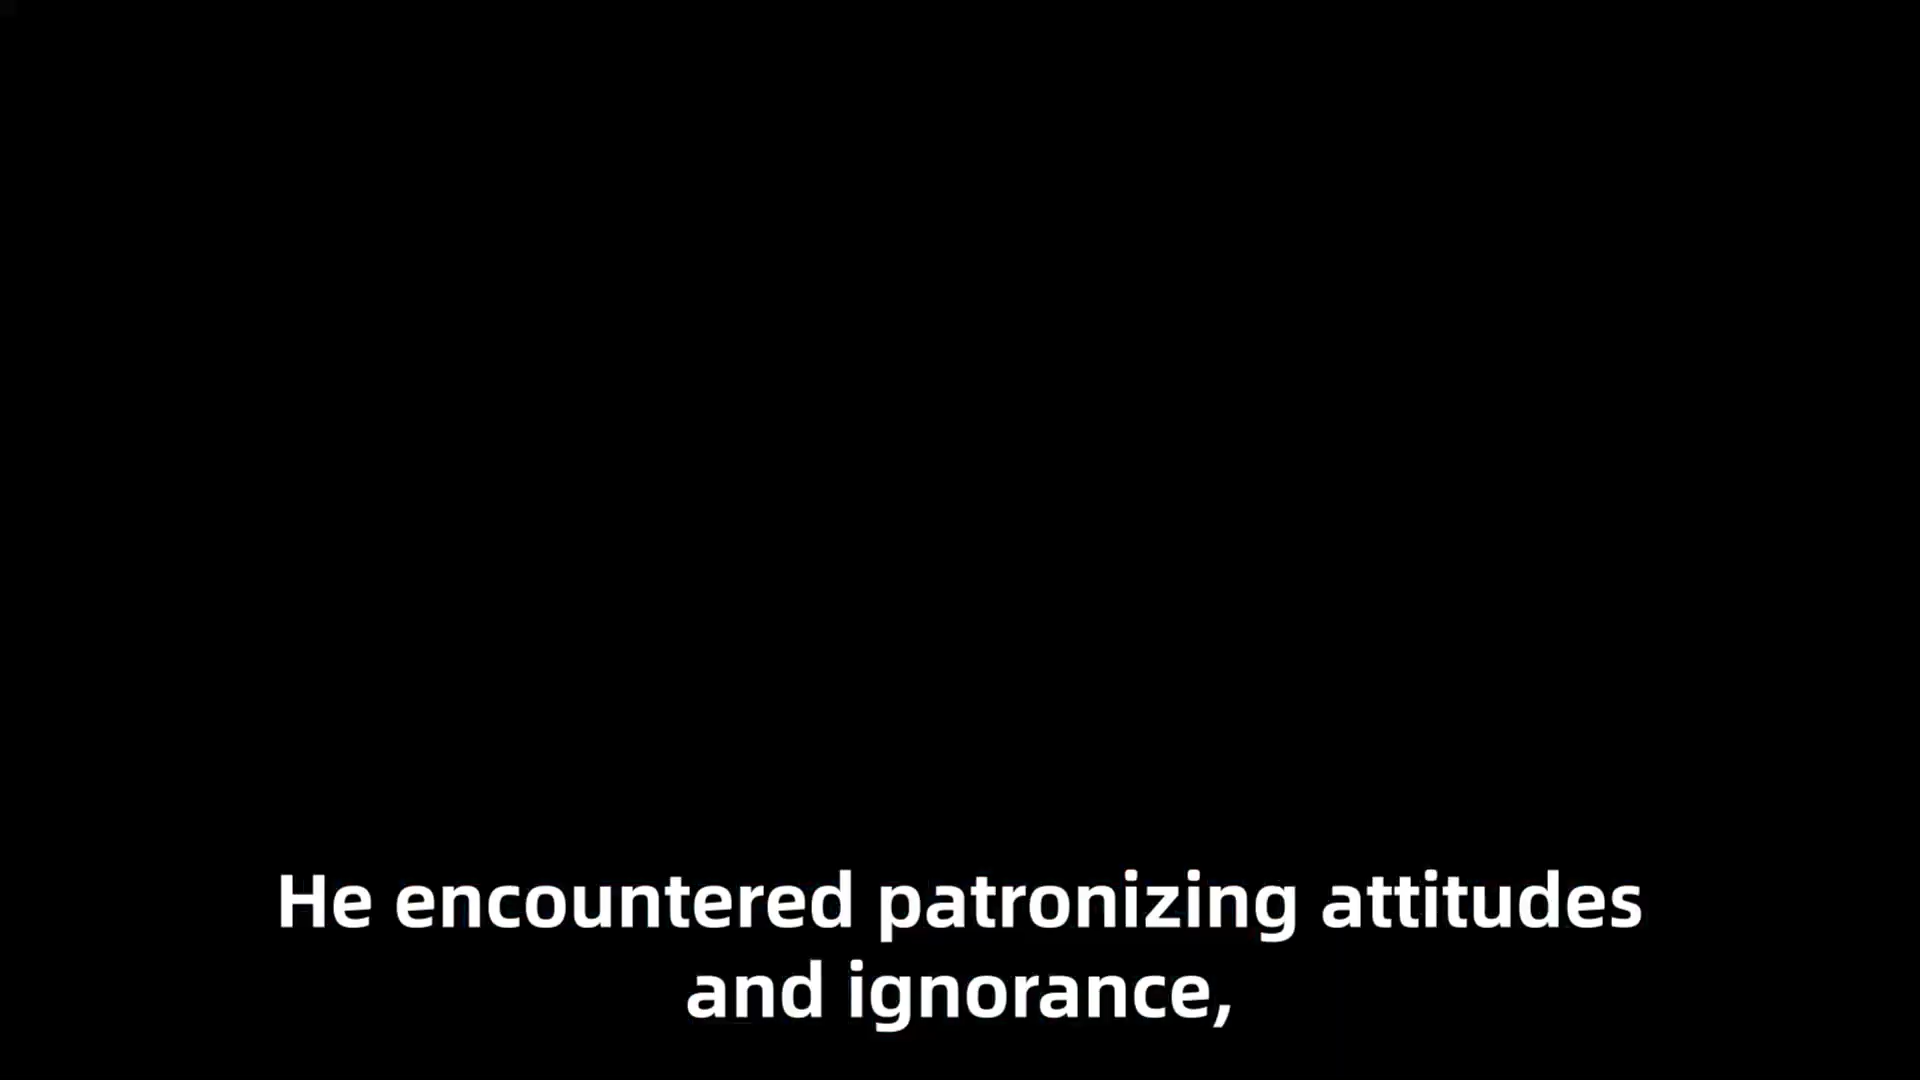 He encountered patronizing attitudes
and ignorance,